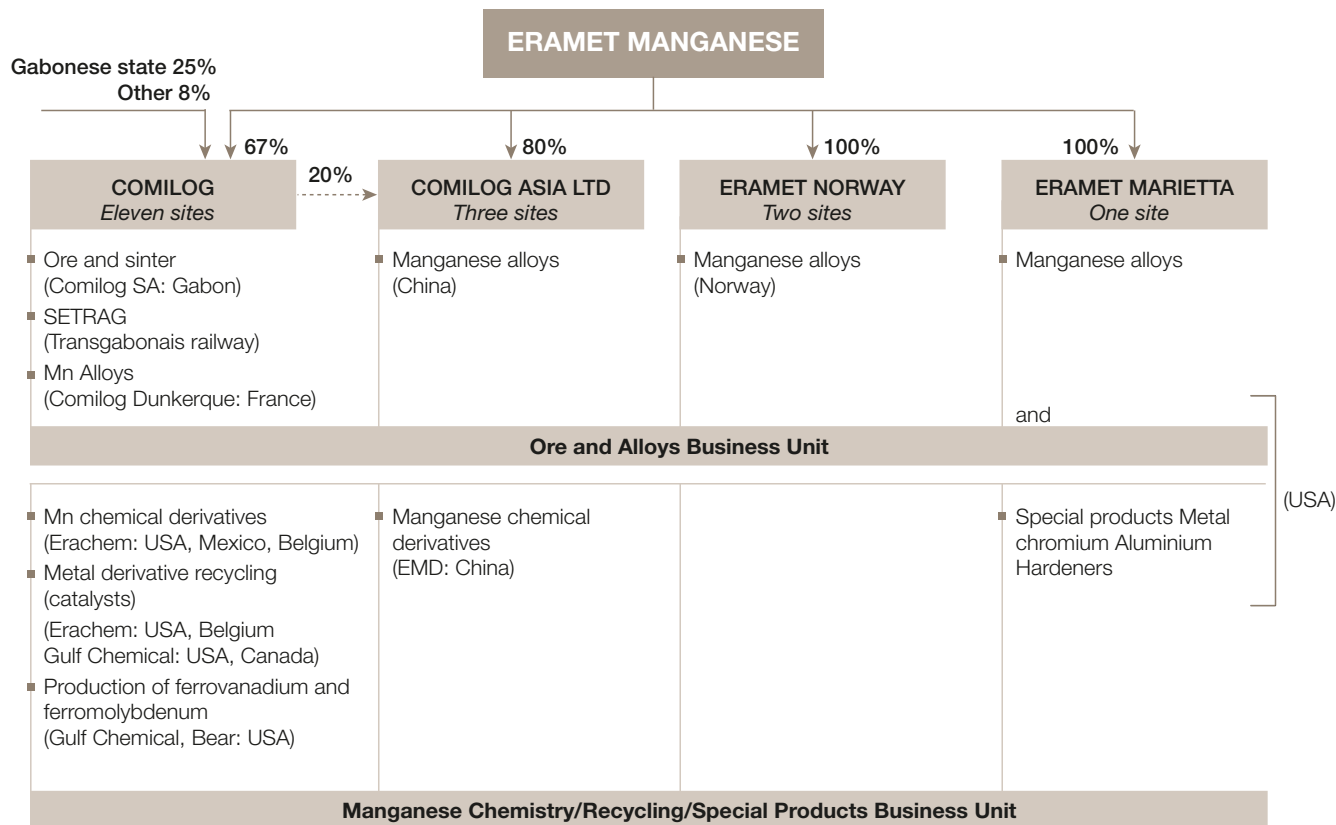 ERAMET MANGANESE
Gabonese state 25%
Other 8%
67%
80%
100%
100%
20%
COMILOG
Eleven sites
COMILOG ASIA LTD
Three sites
ERAMET NORWAY
Two sites
ERAMET MARIETTA
One site
Ore and sinter
(Comilog SA: Gabon)
SETRAG
(Transgabonais railway)
Mn Alloys
(Comilog Dunkerque: France)
Manganese alloys
(China)
Manganese alloys
(Norway)
Manganese alloys
and
Ore and Alloys Business Unit
(USA)
Mn chemical derivatives
(Erachem: USA, Mexico, Belgium)
Metal derivative recycling
(catalysts)
(Erachem: USA, Belgium
Gulf Chemical: USA, Canada)
Production of ferrovanadium and
ferromolybdenum
(Gulf Chemical, Bear: USA)
Manganese chemical
derivatives
(EMD: China)
Special products Metal
chromium Aluminium
Hardeners
Manganese Chemistry/Recycling/Special Products Business Unit